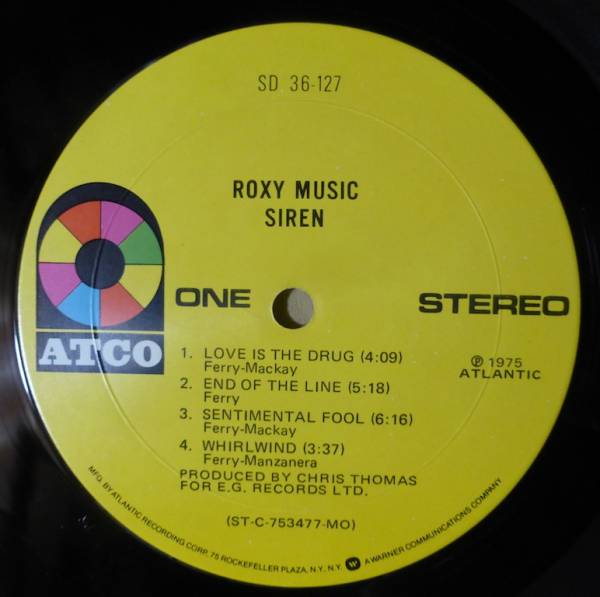 SD 36-127
ROXY MUSIC
SIREN
ATCO
ONE
STEREO
1. LOVE IS THE DRUG (4:09)
Ferry-Mackay
2. END OF THE LINE (5:18)
Ferry
3. SENTIMENTAL FOOL (6:16)
Ferry-Mackay
4. WHIRLWIND (3:37)
Ferry-Manzanera
PRODUCED BY CHRIS THOMAS
FOR E.G. RECORDS LTD.
℗ 1975
ATLANTIC
(ST-C-753477-MO)
MFG. BY ATLANTIC RECORDING CORP. 75 ROCKEFELLER PLAZA, N.Y., N.Y. W A WARNER COMMUNICATIONS COMPANY